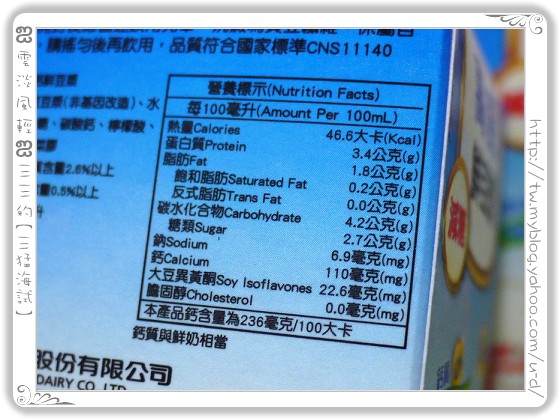 請搖勻後再飲用，品質符合國家標準CNS11140
鮮豆漿
豆漿(非基因改造)、水
碳酸鈣、檸檬酸、
含量2.6%以上
量0.5%以上
營養標示(Nutrition Facts)
每100毫升(Amount Per 100mL)
熱量Calories 46.6大卡(Kcal)
蛋白質Protein 3.4公克(g)
脂肪Fat 1.8公克(g)
飽和脂肪Saturated Fat 0.2公克(g)
反式脂肪Trans Fat 0.0公克(g)
碳水化合物Carbohydrate 4.2公克(g)
糖類Sugar 2.7公克(g)
鈉Sodium 6.9毫克(mg)
鈣Calcium 110毫克(mg)
大豆異黃酮Soy Isoflavones 22.6毫克(mg)
膽固醇Cholesterol 0.0毫克(mg)
本產品鈣含量為236毫克/100大卡
鈣質與鮮奶相當
股份有限公司
DAIRY CO., LTD.
減糖
雲淡風輕
三三的【三猛海試】
http://tw.myblog.yahoo.com/u-cl/